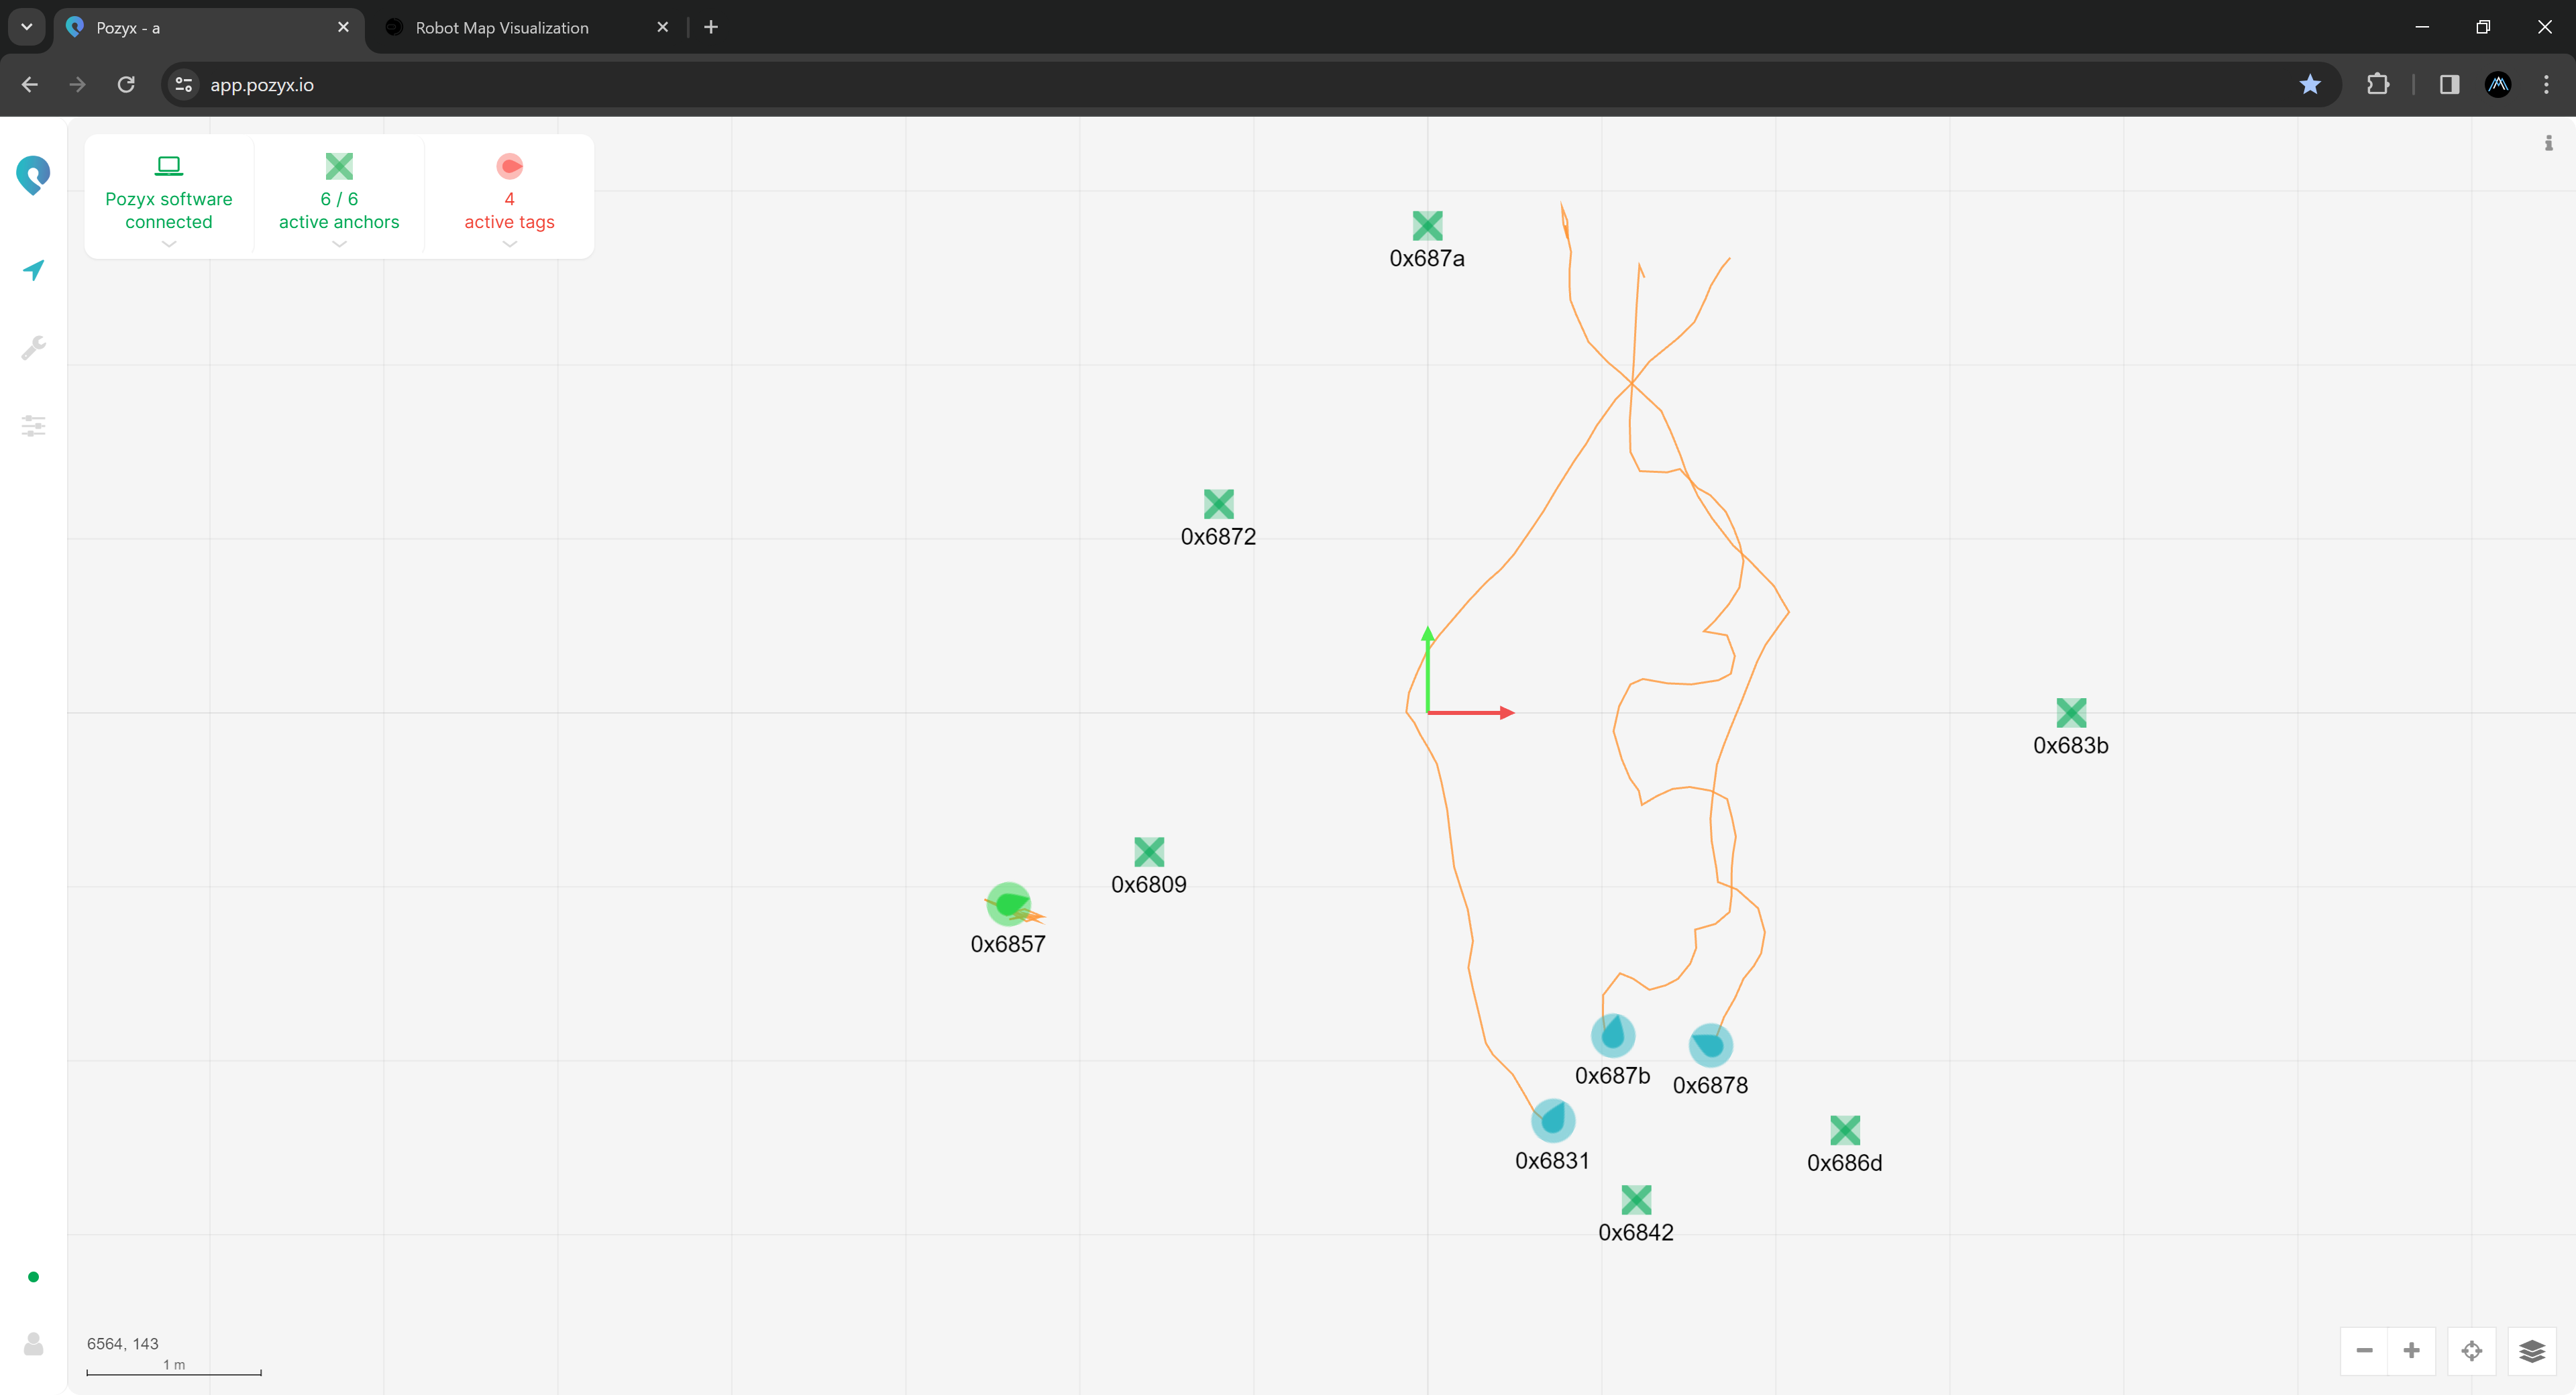 Pozyx - a
Robot Map Visualization
app.pozyx.io
Pozyx software
connected
6 / 6
active anchors
4
active tags
0x687a
0x6872
0x683b
0x6809
0x6857
0x687b
0x6878
0x6831
0x686d
0x6842
6564, 143
1 m